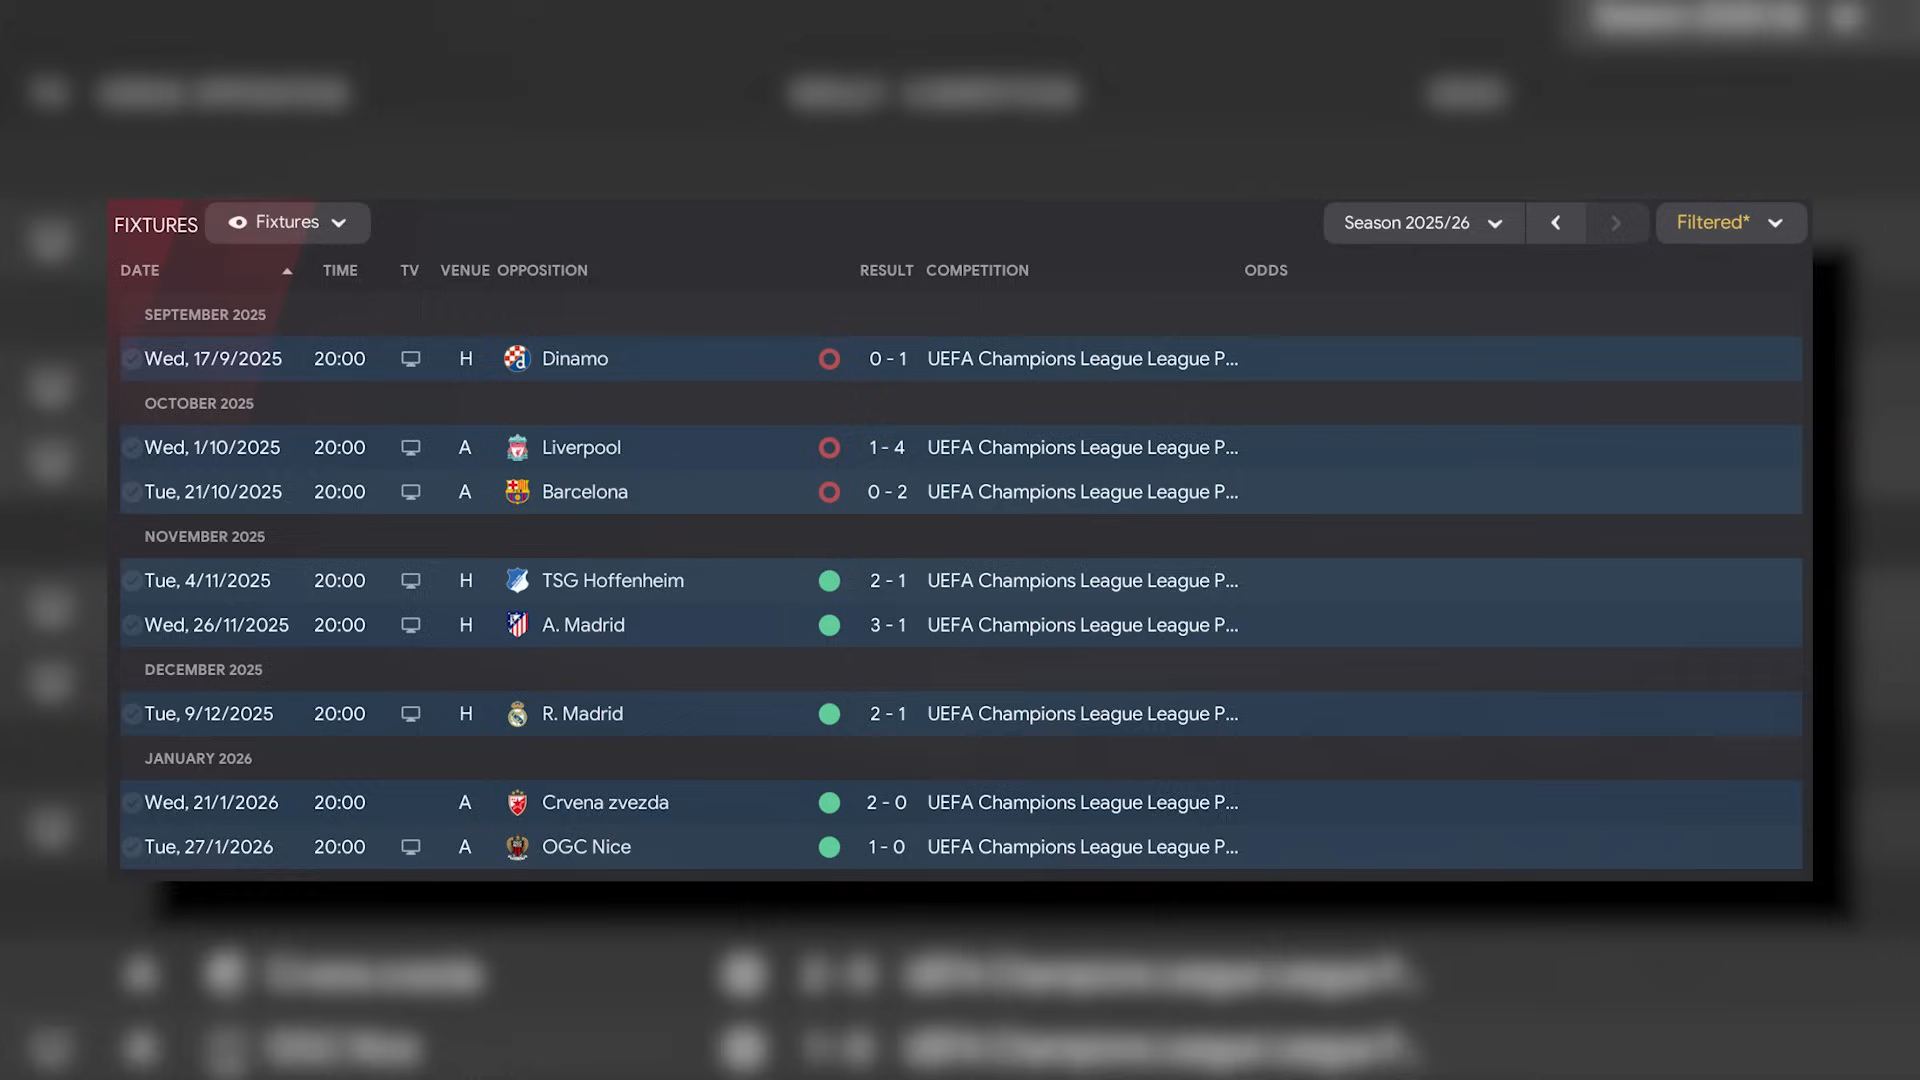 FIXTURES Fixtures Season 2025/26 Filtered*
DATE TIME TV VENUE OPPOSITION RESULT COMPETITION ODDS
SEPTEMBER 2025
Wed, 17/9/2025 20:00 H Dinamo 0 - 1 UEFA Champions League League P...
OCTOBER 2025
Wed, 1/10/2025 20:00 A Liverpool 1 - 4 UEFA Champions League League P...
Tue, 21/10/2025 20:00 A Barcelona 0 - 2 UEFA Champions League League P...
NOVEMBER 2025
Tue, 4/11/2025 20:00 H TSG Hoffenheim 2 - 1 UEFA Champions League League P...
Wed, 26/11/2025 20:00 H A. Madrid 3 - 1 UEFA Champions League League P...
DECEMBER 2025
Tue, 9/12/2025 20:00 H R. Madrid 2 - 1 UEFA Champions League League P...
JANUARY 2026
Wed, 21/1/2026 20:00 A Crvena zvezda 2 - 0 UEFA Champions League League P...
Tue, 27/1/2026 20:00 A OGC Nice 1 - 0 UEFA Champions League League P...